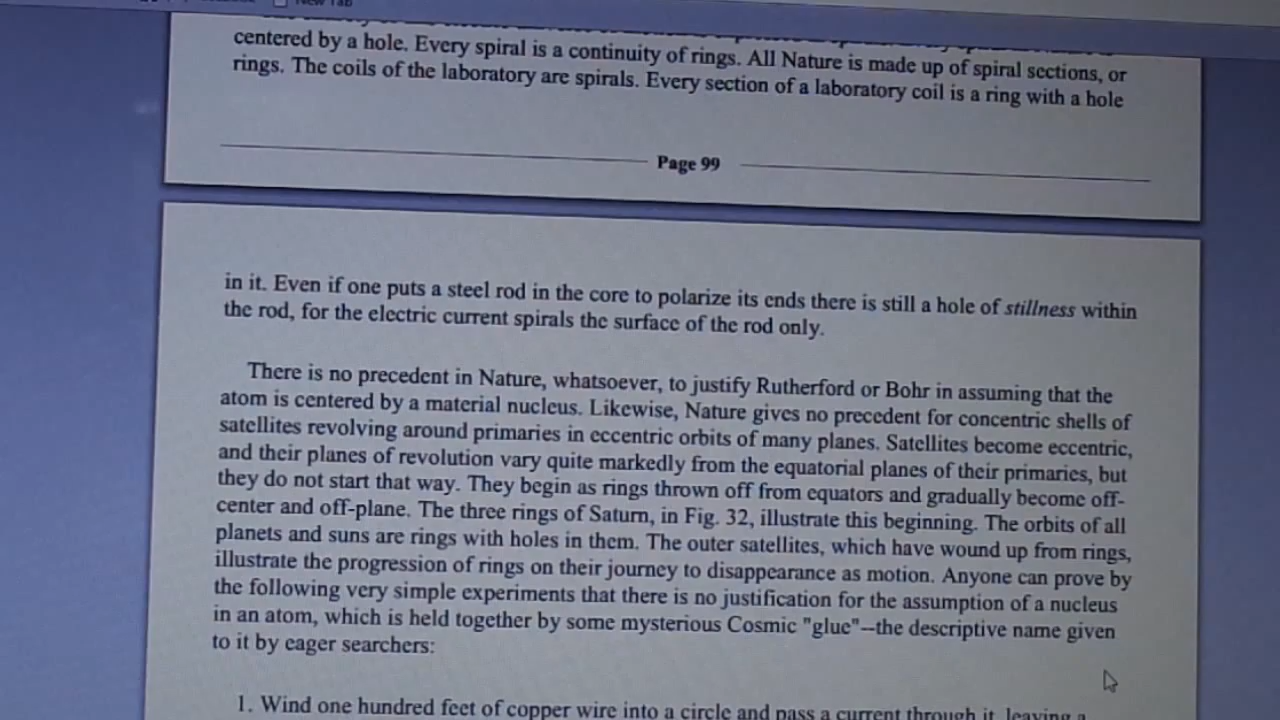 New Tab
centered by a hole. Every spiral is a continuity of rings. All Nature is made up of spiral sections, or
rings. The coils of the laboratory are spirals. Every section of a laboratory coil is a ring with a hole
Page 99
in it. Even if one puts a steel rod in the core to polarize its ends there is still a hole of stillness within
the rod, for the electric current spirals the surface of the rod only.
There is no precedent in Nature, whatsoever, to justify Rutherford or Bohr in assuming that the
atom is centered by a material nucleus. Likewise, Nature gives no precedent for concentric shells of
satellites revolving around primaries in eccentric orbits of many planes. Satellites become eccentric,
and their planes of revolution vary quite markedly from the equatorial planes of their primaries, but
they do not start that way. They begin as rings thrown off from equators and gradually become off-
center and off-plane. The three rings of Saturn, in Fig. 32, illustrate this beginning. The orbits of all
planets and suns are rings with holes in them. The outer satellites, which have wound up from rings,
illustrate the progression of rings on their journey to disappearance as motion. Anyone can prove by
the following very simple experiments that there is no justification for the assumption of a nucleus
in an atom, which is held together by some mysterious Cosmic "glue"--the descriptive name given
to it by eager searchers:
1. Wind one hundred feet of copper wire into a circle and pass a current through it, leaving a